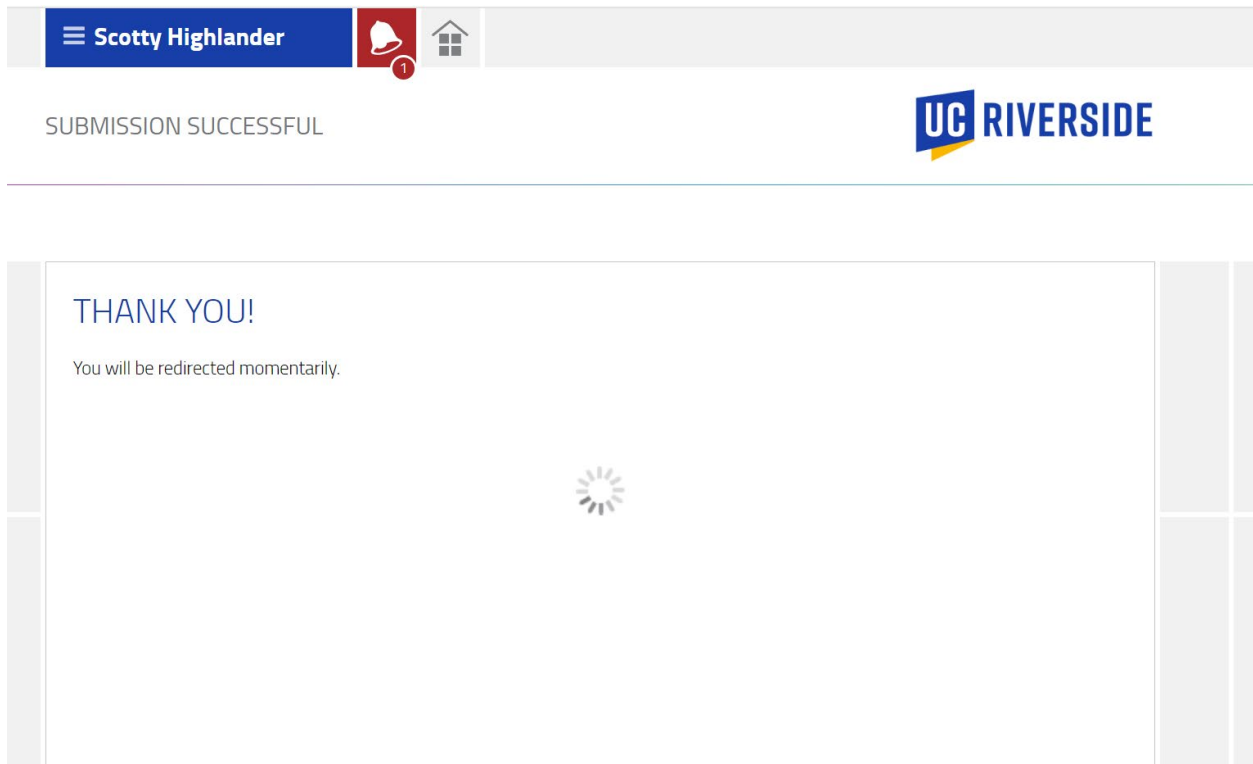 Scotty Highlander
1
SUBMISSION SUCCESSFUL
UC RIVERSIDE
THANK YOU!
You will be redirected momentarily.